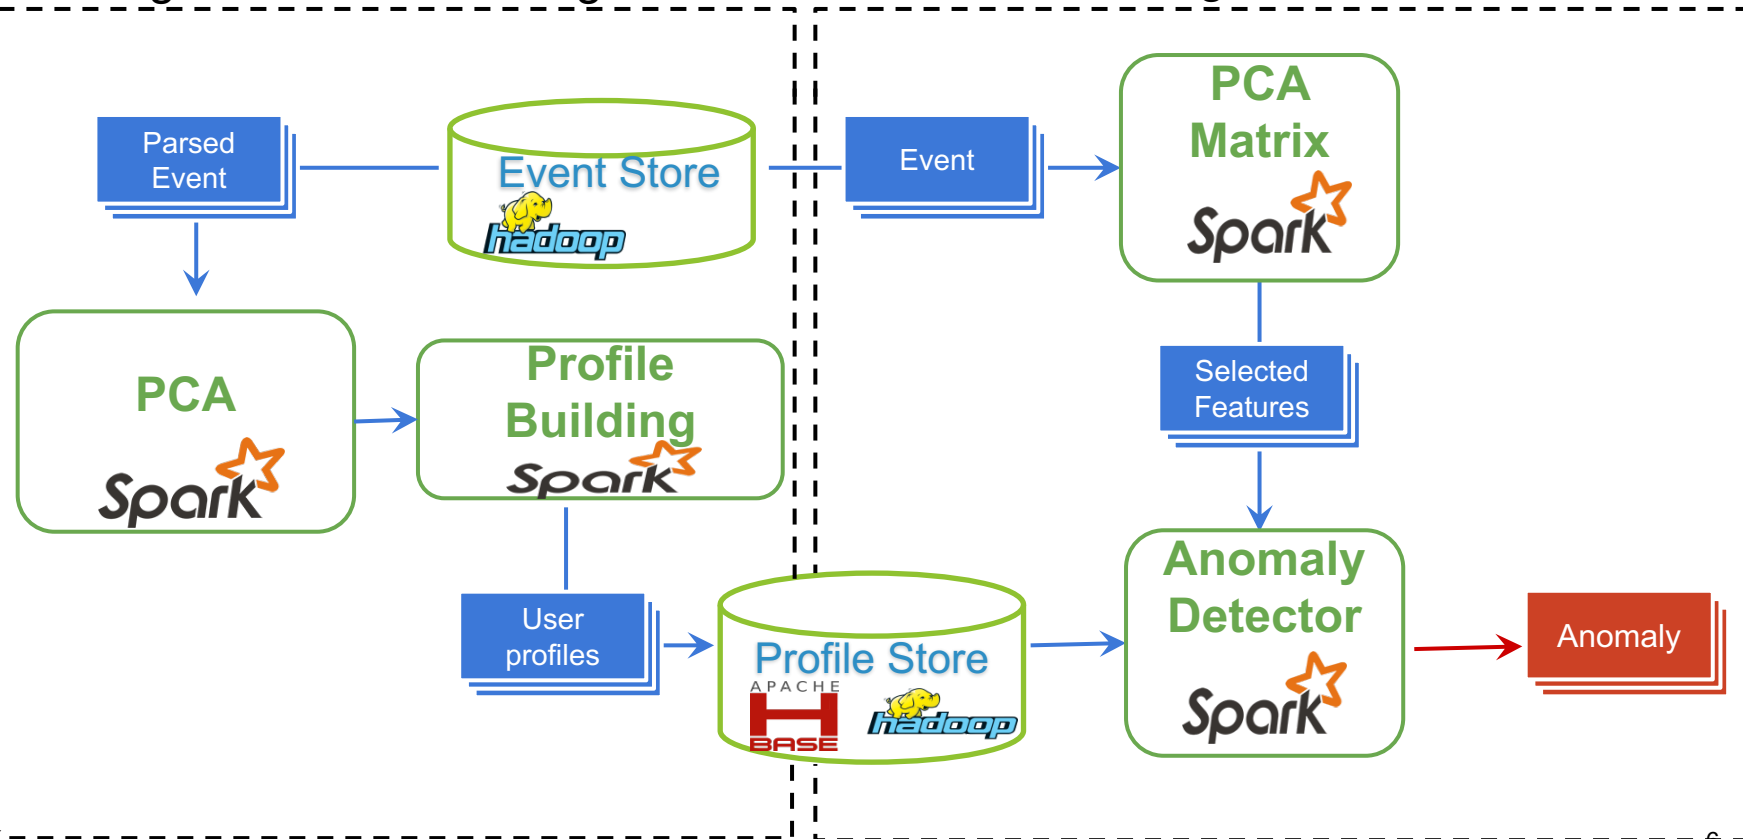 Parsed
Event
Event Store
hadoop
Event
PCA
Matrix
Spark
PCA
Spark
Profile
Building
Spark
Selected
Features
User
profiles
Profile Store
APACHE
H
BASE
hadoop
Anomaly
Detector
Spark
Anomaly